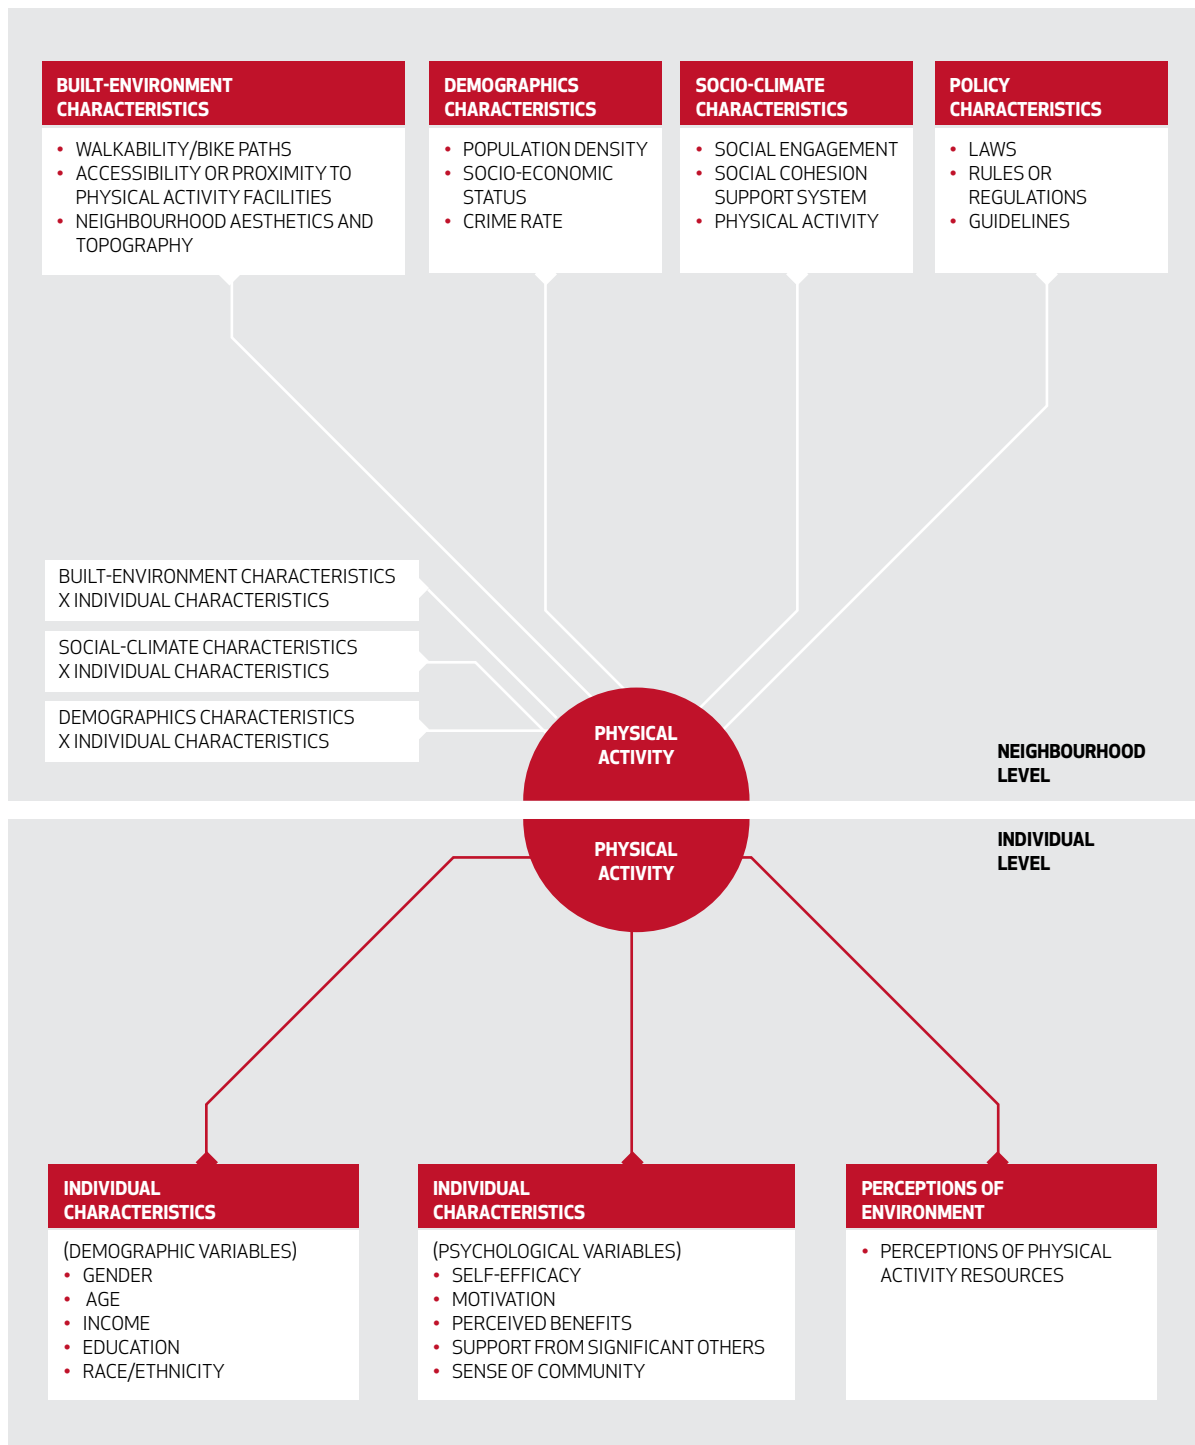 BUILT-ENVIRONMENT
CHARACTERISTICS
• WALKABILITY/BIKE PATHS
• ACCESSIBILITY OR PROXIMITY TO
PHYSICAL ACTIVITY FACILITIES
• NEIGHBOURHOOD AESTHETICS AND
TOPOGRAPHY
DEMOGRAPHICS
CHARACTERISTICS
• POPULATION DENSITY
• SOCIO-ECONOMIC
STATUS
• CRIME RATE
SOCIO-CLIMATE
CHARACTERISTICS
• SOCIAL ENGAGEMENT
• SOCIAL COHESION
SUPPORT SYSTEM
• PHYSICAL ACTIVITY
POLICY
CHARACTERISTICS
• LAWS
• RULES OR
REGULATIONS
• GUIDELINES
BUILT-ENVIRONMENT CHARACTERISTICS
X INDIVIDUAL CHARACTERISTICS
SOCIAL-CLIMATE CHARACTERISTICS
X INDIVIDUAL CHARACTERISTICS
DEMOGRAPHICS CHARACTERISTICS
X INDIVIDUAL CHARACTERISTICS
PHYSICAL
ACTIVITY
NEIGHBOURHOOD
LEVEL
PHYSICAL
ACTIVITY
INDIVIDUAL
LEVEL
INDIVIDUAL
CHARACTERISTICS
(DEMOGRAPHIC VARIABLES)
• GENDER
• AGE
• INCOME
• EDUCATION
• RACE/ETHNICITY
INDIVIDUAL
CHARACTERISTICS
(PSYCHOLOGICAL VARIABLES)
• SELF-EFFICACY
• MOTIVATION
• PERCEIVED BENEFITS
• SUPPORT FROM SIGNIFICANT OTHERS
• SENSE OF COMMUNITY
PERCEPTIONS OF
ENVIRONMENT
• PERCEPTIONS OF PHYSICAL
ACTIVITY RESOURCES